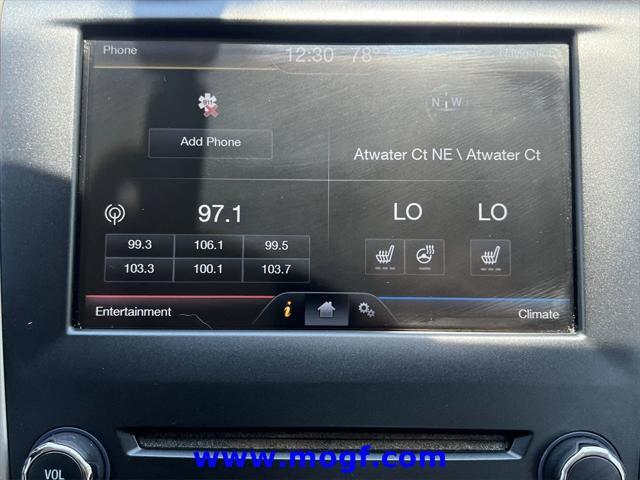 Phone 12:30 78°
N W
Add Phone
Atwater Ct NE \ Atwater Ct
97.1 LO LO
99.3 106.1 99.5
103.3 100.1 103.7
Entertainment i Climate
VOL
www.mogf.com